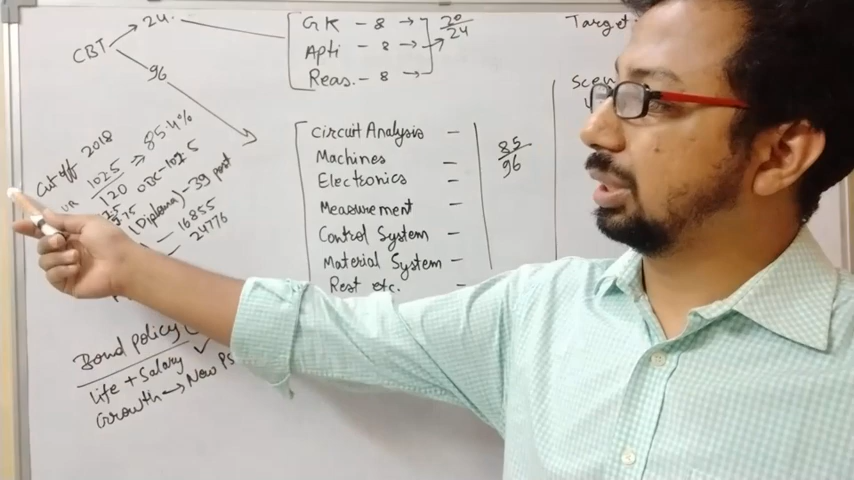 CBT
24.
96
GK - 8
Apti - 8
Reas. - 8
20/24
Target:
Circuit Analysis -
Machines
Electronics -
Measurement -
Control System -
Material System -
Rest etc. -
85/96
Cut off 2018
UR 102.5/120 ⇒ 85.4%
OBC - 102.5
(Diploma) - 39 post
- 16855
- 24776
Bond policy
Life + Salary ✓
Growth → New